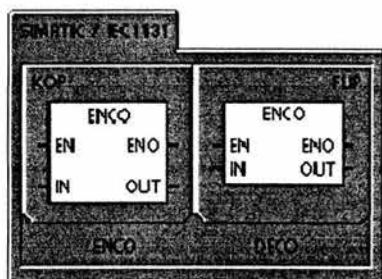 SIMATIC / IEC1131
KOP FUP
ENCO ENCO
EN ENO EN ENO
IN OUT IN OUT
ENCO DECO